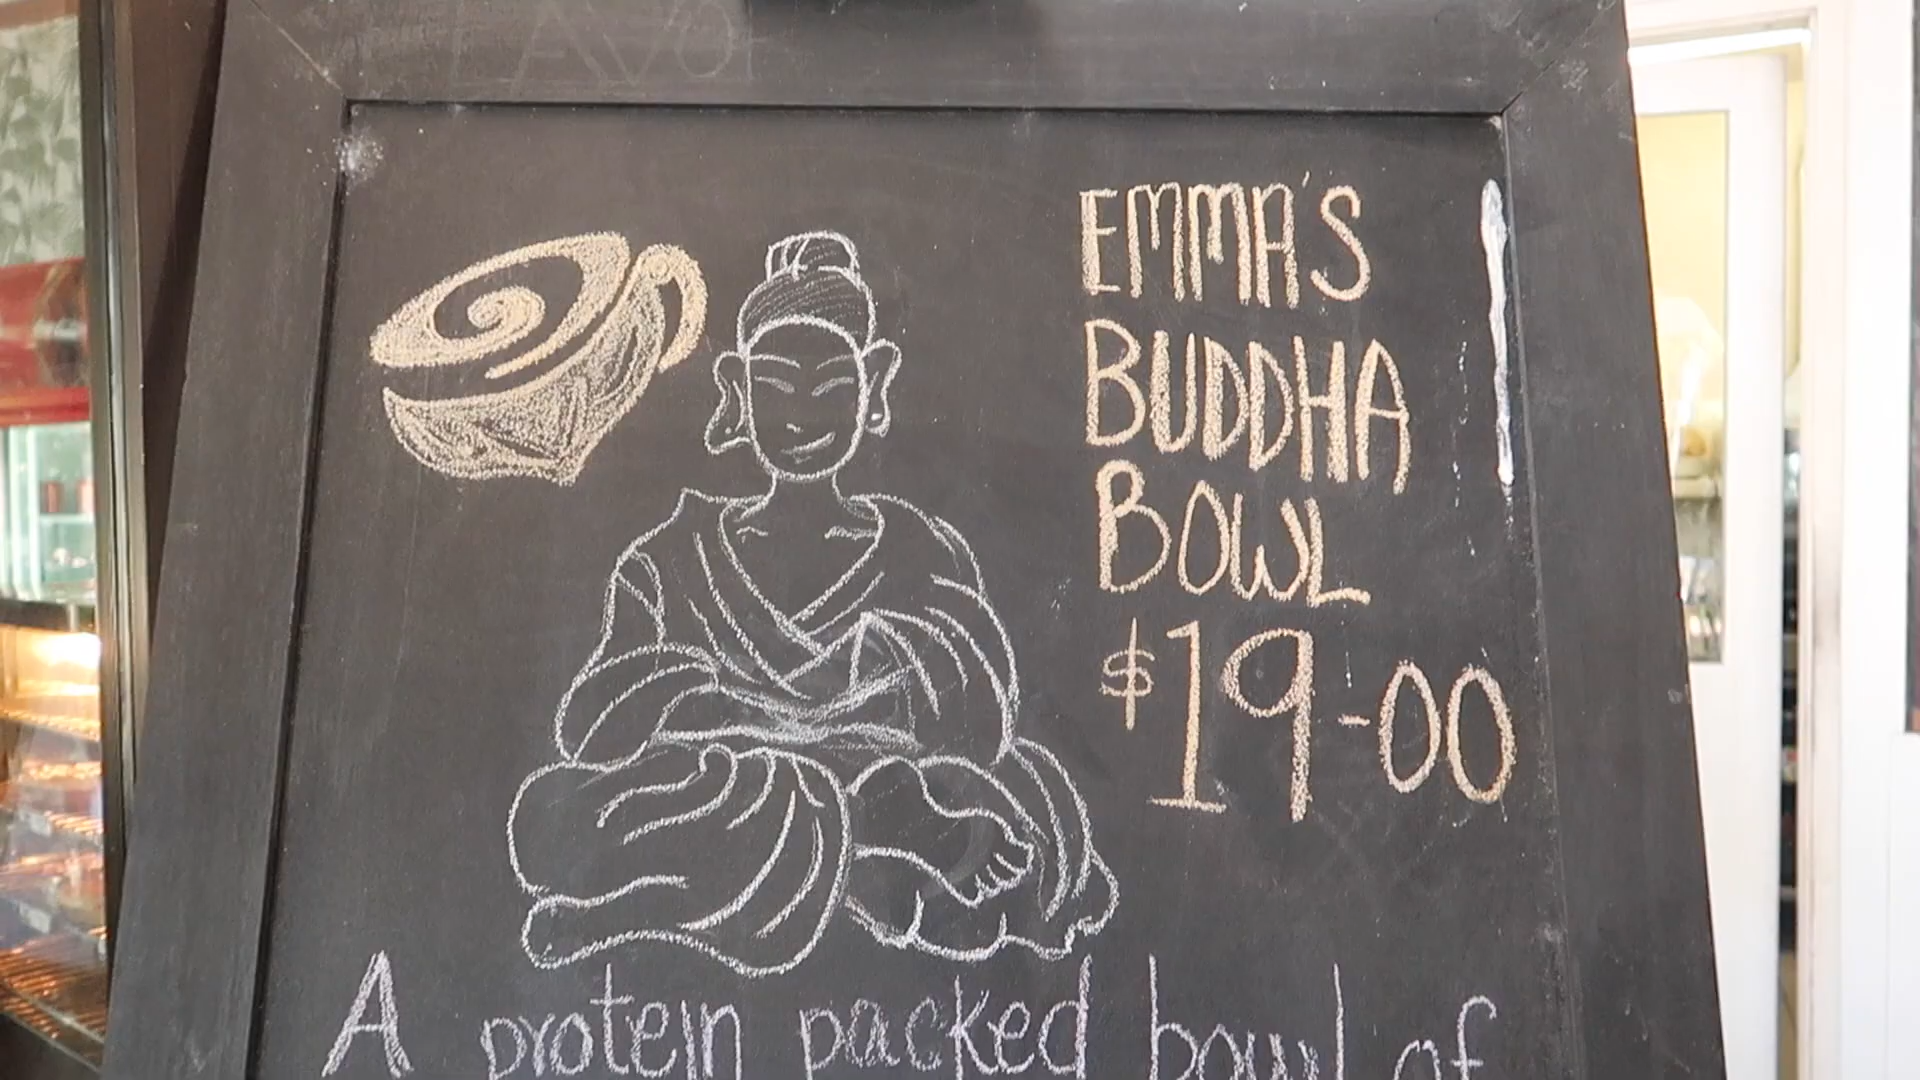 EMMA'S
BUDDHA
BOWL
$19-00
A protein packed bowl of